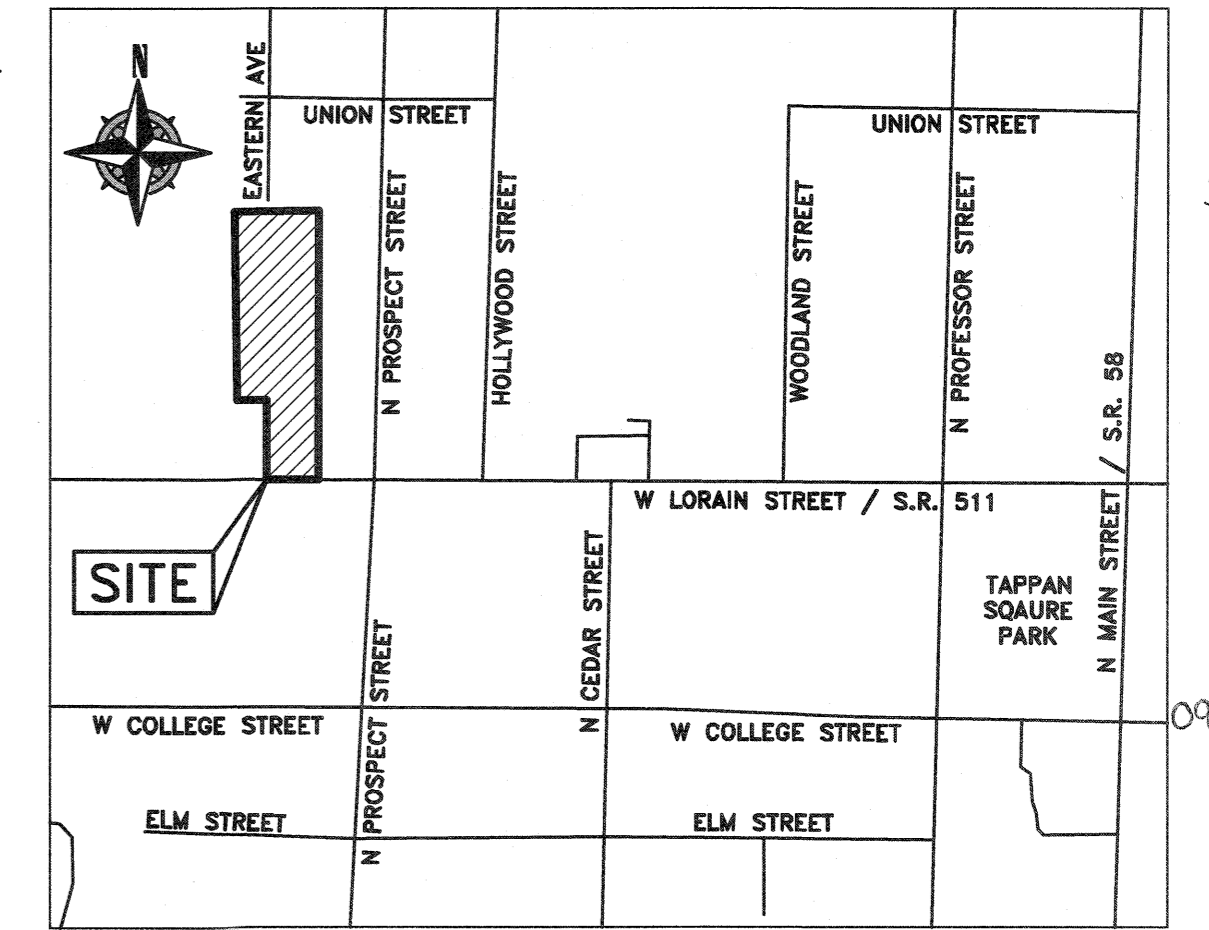 N
EASTERN AVE
UNION STREET
UNION STREET
N PROSPECT STREET
HOLLYWOOD STREET
WOODLAND STREET
N PROFESSOR STREET
N MAIN STREET / S.R. 58
W LORAIN STREET / S.R. 511
SITE
N CEDAR STREET
TAPPAN
SQAURE
PARK
N PROSPECT STREET
W COLLEGE STREET
W COLLEGE STREET
09
ELM STREET
ELM STREET